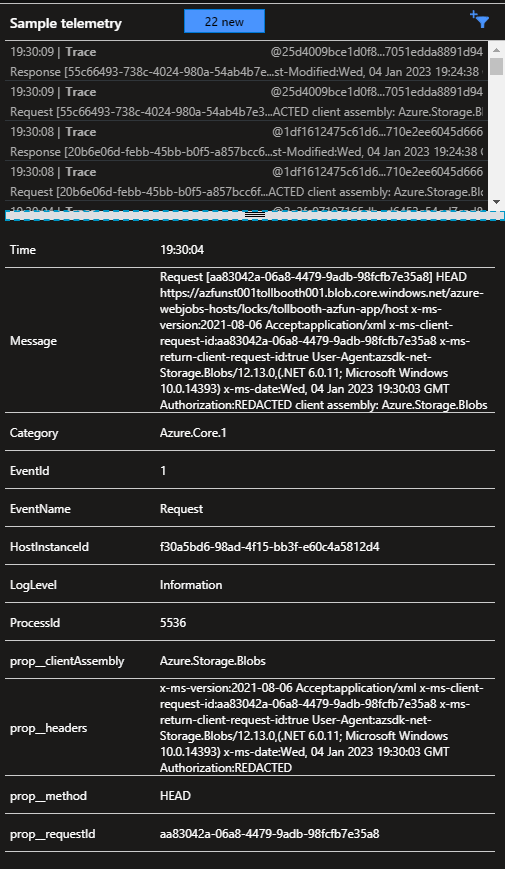 Sample telemetry
22 new
19:30:09 | Trace @25d4009bce1d0f8...7051edda8891d94
Response [55c66493-738c-4024-980a-54ab4b7e...st-Modified:Wed, 04 Jan 2023 19:24:38
19:30:09 | Trace @25d4009bce1d0f8...7051edda8891d94
Request [55c66493-738c-4024-980a-54ab4b7e3...ACTED client assembly: Azure.Storage.Bl
19:30:08 | Trace @1df1612475c61d6...710e2ee6045d666
Response [20b6e06d-febb-45bb-b0f5-a857bcc6...st-Modified:Wed, 04 Jan 2023 19:24:38
19:30:08 | Trace @1df1612475c61d6...710e2ee6045d666
Request [20b6e06d-febb-45bb-b0f5-a857bcc6f...ACTED client assembly: Azure.Storage.Bl
19:30:04 | Trace
Time 19:30:04
Request [aa83042a-06a8-4479-9adb-98fcfb7e35a8] HEAD
https://azfunst001tollbooth001.blob.core.windows.net/azure-
webjobs-hosts/locks/tollbooth-azfun-app/host x-ms-
version:2021-08-06 Accept:application/xml x-ms-client-
Message request-id:aa83042a-06a8-4479-9adb-98fcfb7e35a8 x-ms-
return-client-request-id:true User-Agent:azsdk-net-
Storage.Blobs/12.13.0,(.NET 6.0.11; Microsoft Windows
10.0.14393) x-ms-date:Wed, 04 Jan 2023 19:30:03 GMT
Authorization:REDACTED client assembly: Azure.Storage.Blobs
Category Azure.Core.1
EventId 1
EventName Request
HostInstanceId f30a5bd6-98ad-4f15-bb3f-e60c4a5812d4
LogLevel Information
ProcessId 5536
prop__clientAssembly Azure.Storage.Blobs
x-ms-version:2021-08-06 Accept:application/xml x-ms-client-
request-id:aa83042a-06a8-4479-9adb-98fcfb7e35a8 x-ms-
return-client-request-id:true User-Agent:azsdk-net-
prop__headers Storage.Blobs/12.13.0,(.NET 6.0.11; Microsoft Windows
10.0.14393) x-ms-date:Wed, 04 Jan 2023 19:30:03 GMT
Authorization:REDACTED
prop__method HEAD
prop__requestId aa83042a-06a8-4479-9adb-98fcfb7e35a8